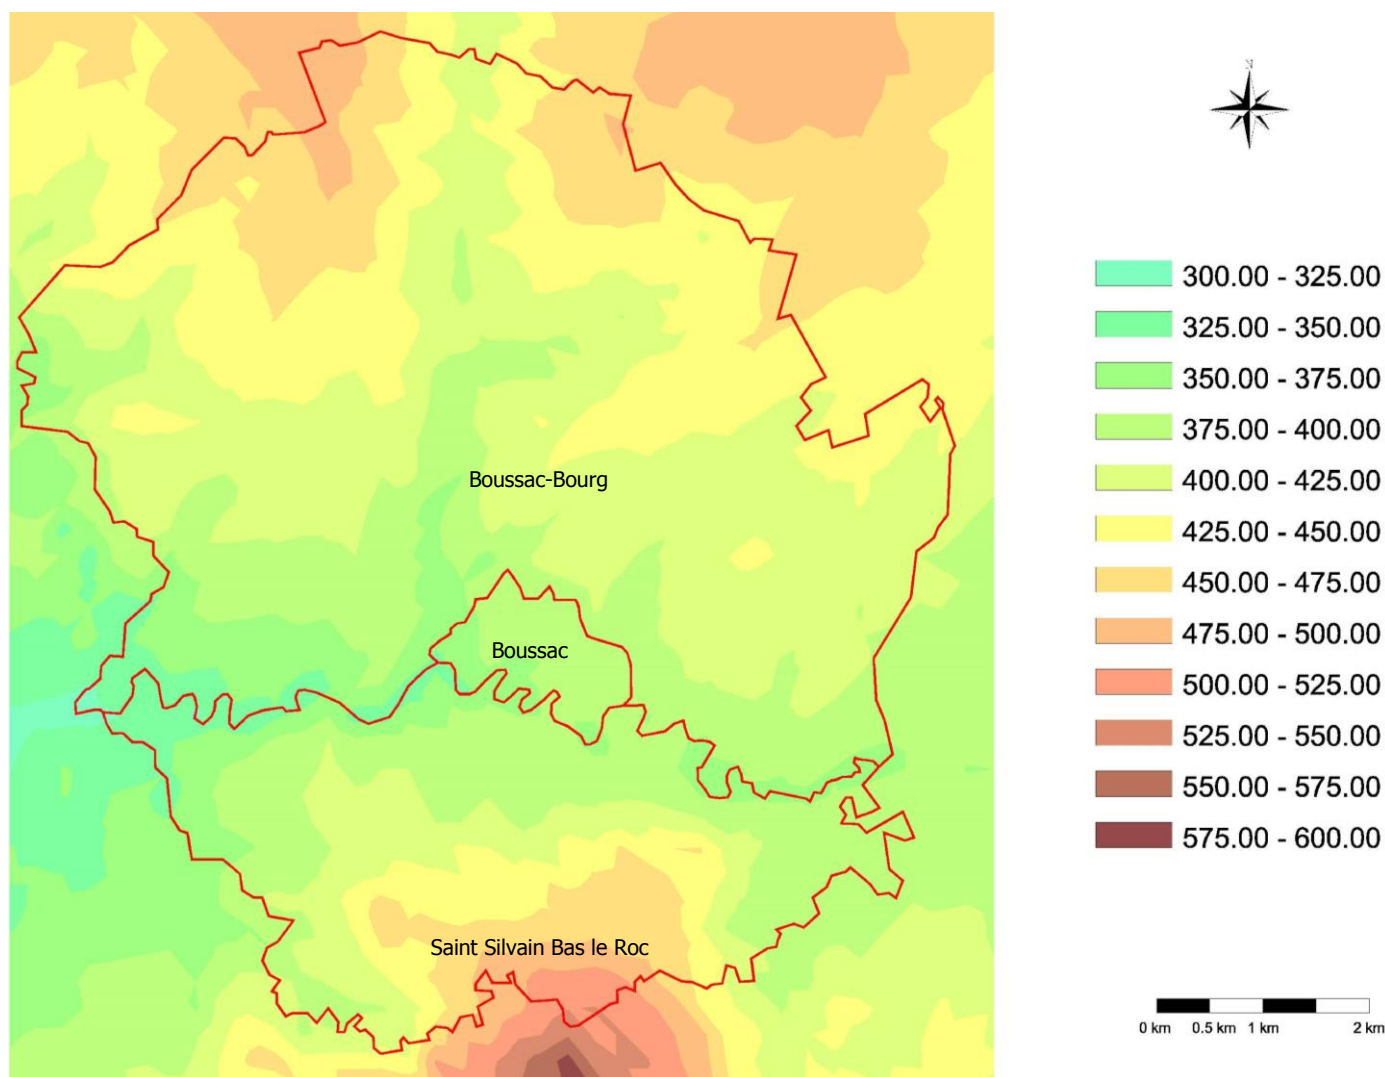 N
300.00 - 325.00
325.00 - 350.00
350.00 - 375.00
375.00 - 400.00
400.00 - 425.00
425.00 - 450.00
450.00 - 475.00
475.00 - 500.00
500.00 - 525.00
525.00 - 550.00
550.00 - 575.00
575.00 - 600.00
Boussac-Bourg
Boussac
Saint Silvain Bas le Roc
0 km 0.5 km 1 km 2 km